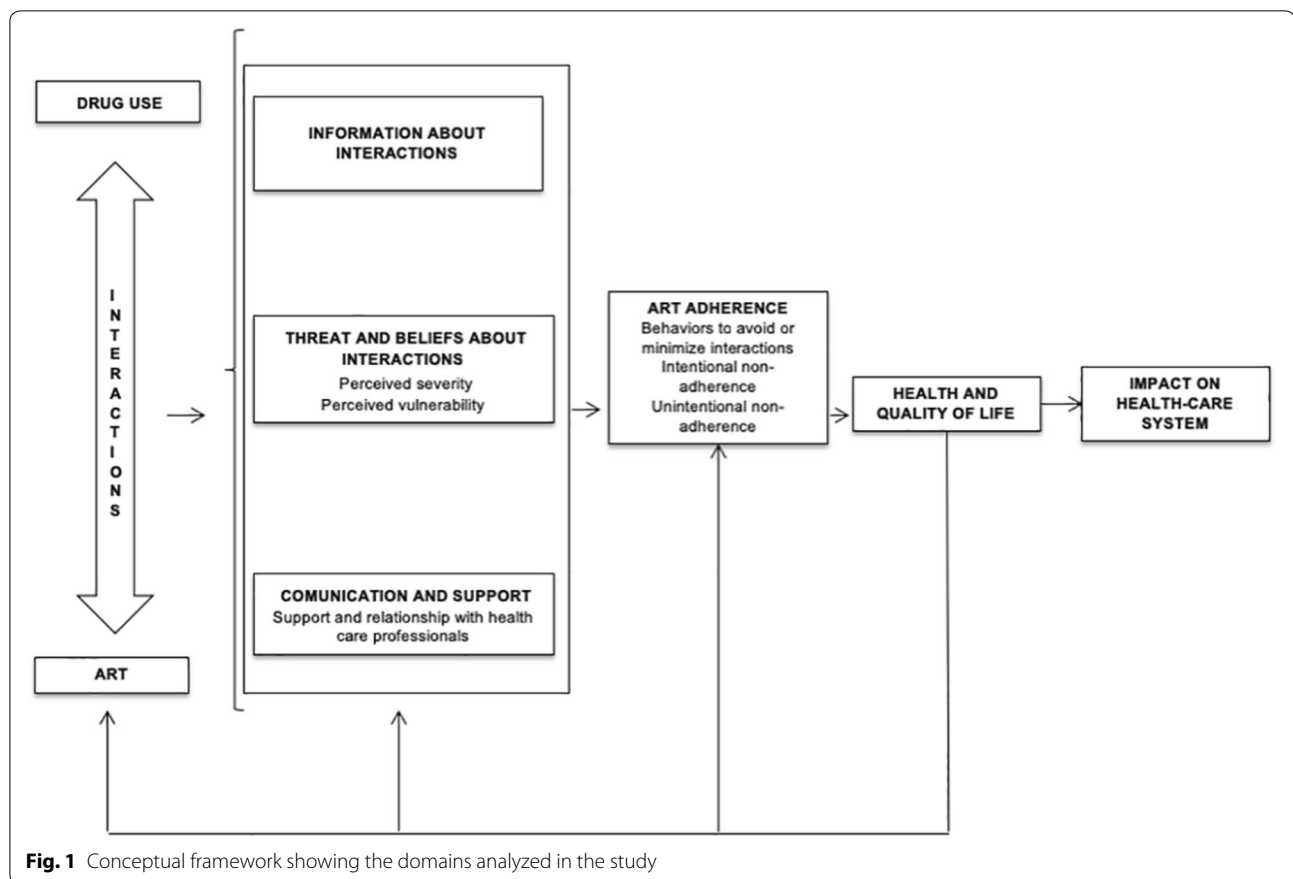 DRUG USE
INTERACTIONS
ART
INFORMATION ABOUT
INTERACTIONS
THREAT AND BELIEFS ABOUT
INTERACTIONS
Perceived severity
Perceived vulnerability
COMUNICATION AND SUPPORT
Support and relationship with health
care professionals
ART ADHERENCE
Behaviors to avoid or
minimize interactions
Intentional non-
adherence
Unintentional non-
adherence
HEALTH AND
QUALITY OF LIFE
IMPACT ON
HEALTH-CARE
SYSTEM
Fig. 1 Conceptual framework showing the domains analyzed in the study